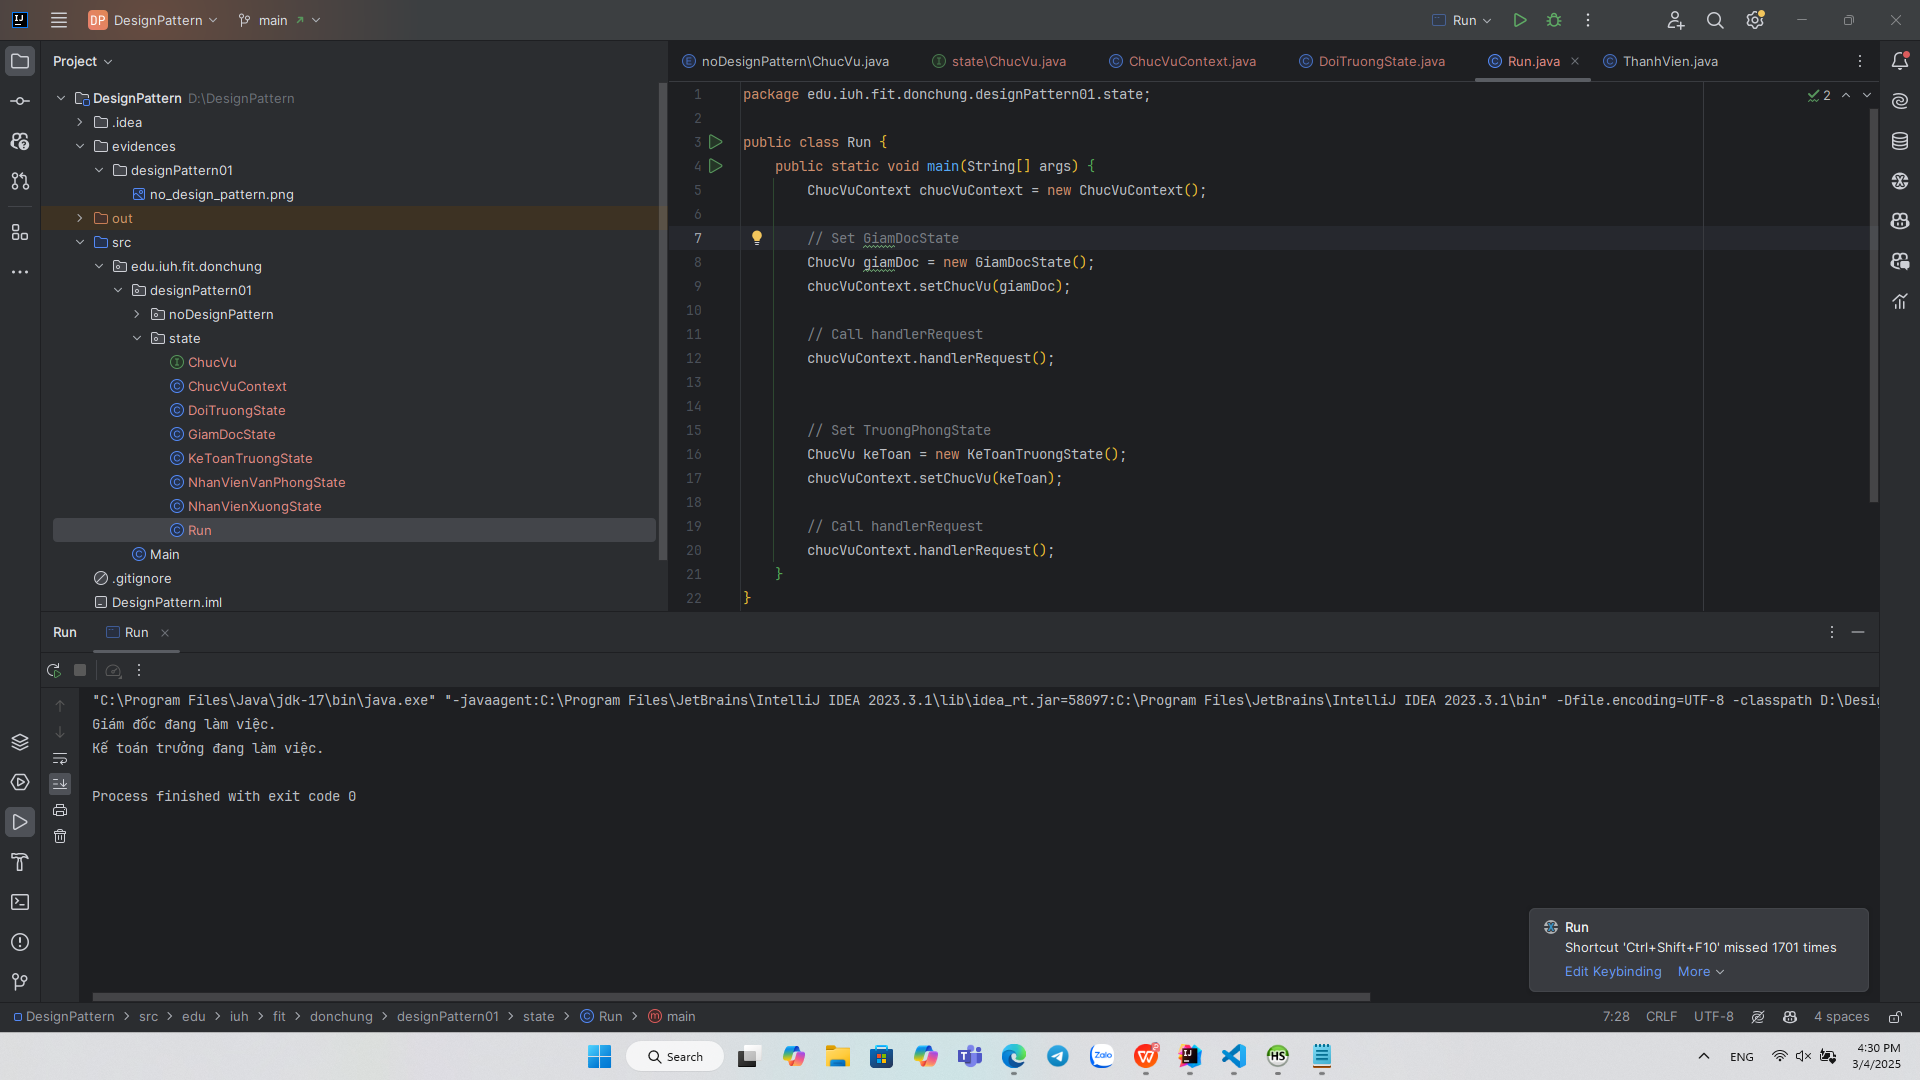 DP DesignPattern main Run
Project
noDesignPattern\ChucVu.java state\ChucVu.java ChucVuContext.java DoiTruongState.java Run.java ThanhVien.java
DesignPattern D:\DesignPattern
.idea
evidences
designPattern01
no_design_pattern.png
out
src
edu.iuh.fit.donchung
designPattern01
noDesignPattern
state
ChucVu
ChucVuContext
DoiTruongState
GiamDocState
KeToanTruongState
NhanVienVanPhongState
NhanVienXuongState
Run
Main
.gitignore
DesignPattern.iml
2
1 package edu.iuh.fit.donchung.designPattern01.state;
2
3 public class Run {
4 public static void main(String[] args) {
5 ChucVuContext chucVuContext = new ChucVuContext();
6
7 // Set GiamDocState
8 ChucVu giamDoc = new GiamDocState();
9 chucVuContext.setChucVu(giamDoc);
10
11 // Call handlerRequest
12 chucVuContext.handlerRequest();
13
14
15 // Set TruongPhongState
16 ChucVu keToan = new KeToanTruongState();
17 chucVuContext.setChucVu(keToan);
18
19 // Call handlerRequest
20 chucVuContext.handlerRequest();
21 }
22 }
Run Run
"C:\Program Files\Java\jdk-17\bin\java.exe" "-javaagent:C:\Program Files\JetBrains\IntelliJ IDEA 2023.3.1\lib\idea_rt.jar=58097:C:\Program Files\JetBrains\IntelliJ IDEA 2023.3.1\bin" -Dfile.encoding=UTF-8 -classpath D:\Desig
Giám đốc đang làm việc.
Kế toán trưởng đang làm việc.
Process finished with exit code 0
Run
Shortcut 'Ctrl+Shift+F10' missed 1701 times
Edit Keybinding More
DesignPattern src edu iuh fit donchung designPattern01 state Run main
7:28 CRLF UTF-8 4 spaces
Search
Zalo
HS
ENG
4:30 PM
3/4/2025